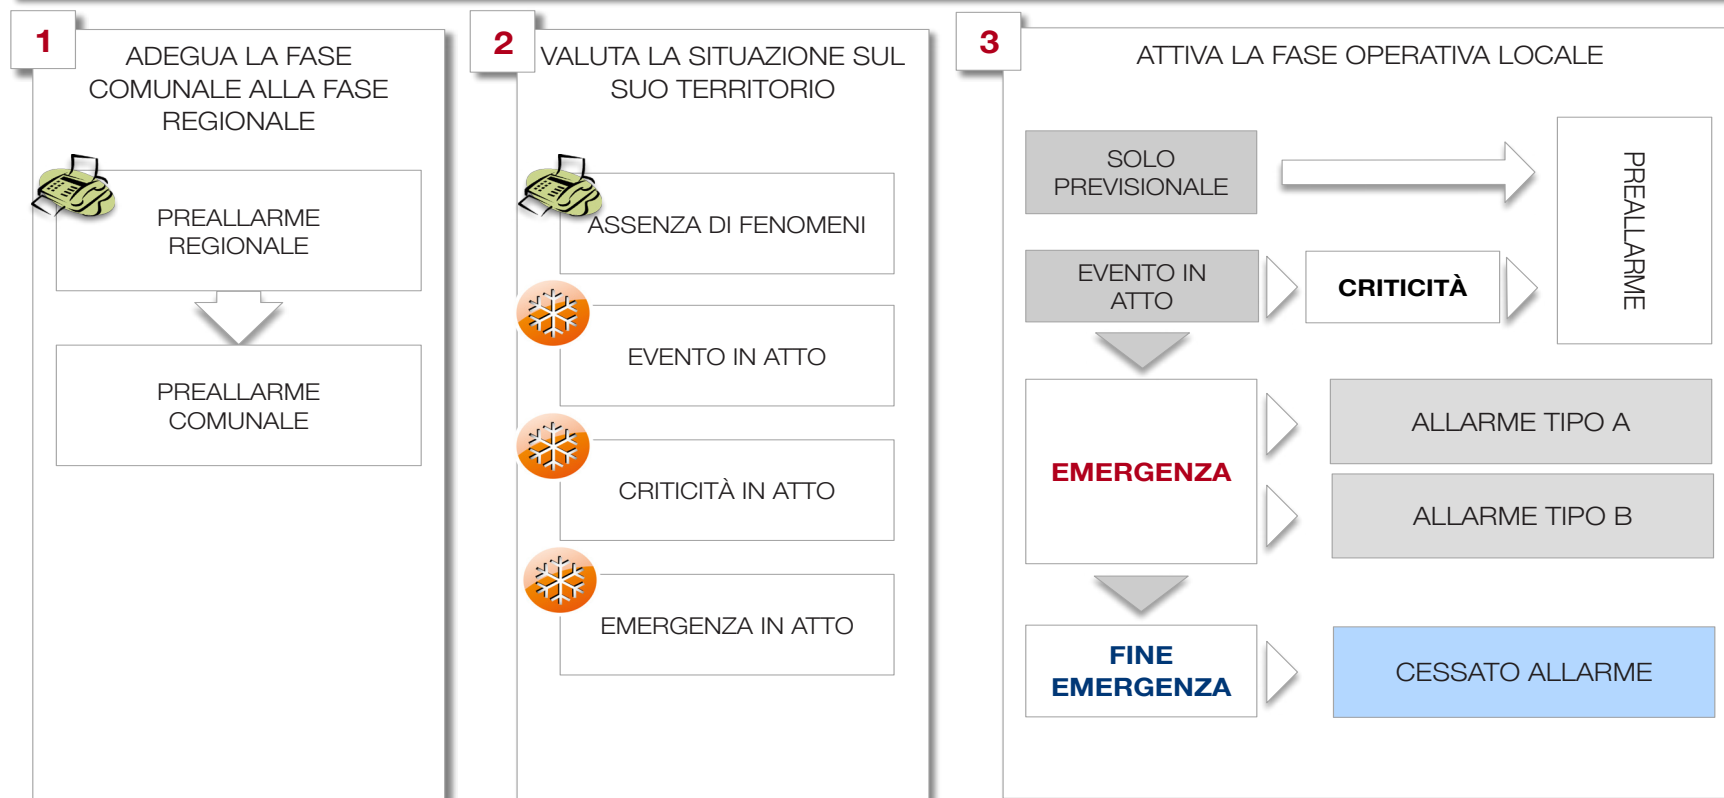 1
ADEGUA LA FASE
COMUNALE ALLA FASE
REGIONALE
PREALLARME
REGIONALE
PREALLARME
COMUNALE
2
VALUTA LA SITUAZIONE SUL
SUO TERRITORIO
ASSENZA DI FENOMENI
EVENTO IN ATTO
CRITICITÀ IN ATTO
EMERGENZA IN ATTO
3
ATTIVA LA FASE OPERATIVA LOCALE
SOLO
PREVISIONALE
PREALLARME
EVENTO IN
ATTO
CRITICITÀ
EMERGENZA
ALLARME TIPO A
ALLARME TIPO B
FINE
EMERGENZA
CESSATO ALLARME